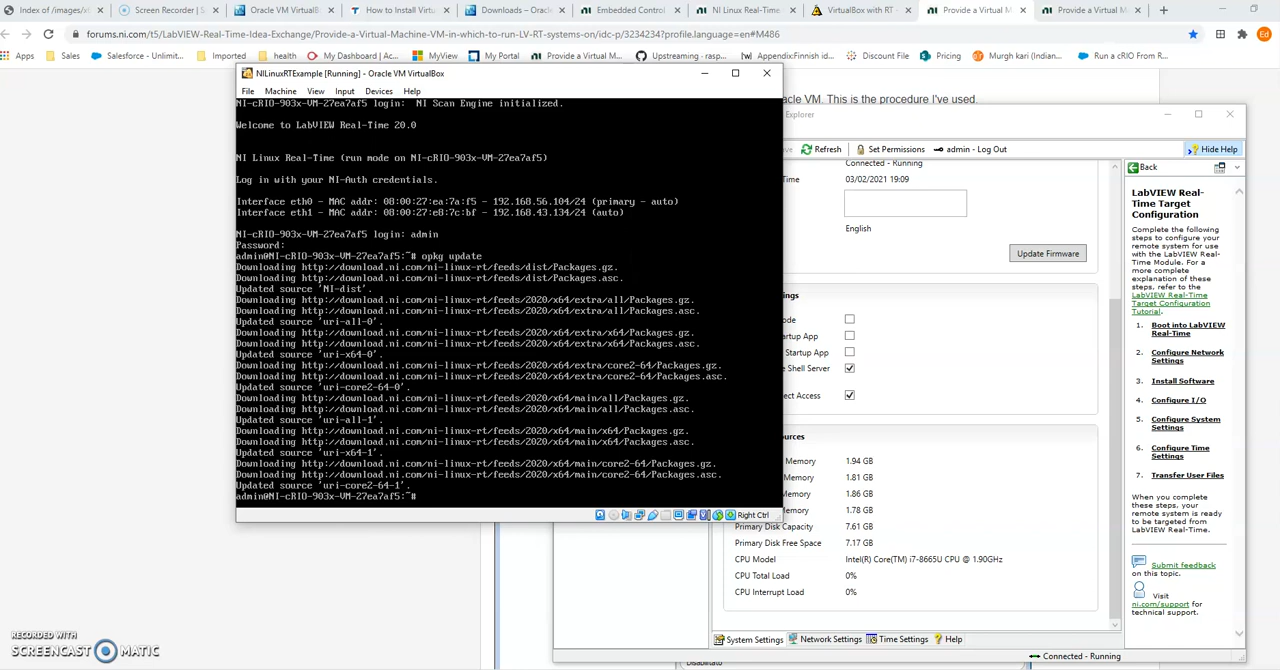 Index of /images/x6
Screen Recorder |
Oracle VM VirtualB
How to Install Virtu
Downloads – Oracl
Embedded Control
NI Linux Real-Time
VirtualBox with RT
Provide a Virtual M
Provide a Virtual M
forums.ni.com/t5/LabVIEW-Real-Time-Idea-Exchange/Provide-a-Virtual-Machine-VM-in-which-to-run-LV-RT-systems-on/idc-p/3234234?profile.language=en#M486
Apps
Sales
Salesforce - Unlimit...
Imported
health
My Dashboard | Ac...
MyView
My Portal
Provide a Virtual M...
Upstreaming · rasp...
Appendix:Finnish id...
Discount File
Pricing
Murgh kari (Indian...
Run a cRIO From R...
NILinuxRTExample [Running] - Oracle VM VirtualBox
File Machine View Input Devices Help
NI-cRIO-903x-VM-27ea7af5 login:  NI Scan Engine initialized.
Welcome to LabVIEW Real-Time 20.0
NI Linux Real-Time (run mode on NI-cRIO-903x-VM-27ea7af5)
Log in with your NI-Auth credentials.
Interface eth0 - MAC addr: 08:00:27:ea:7a:f5 - 192.168.56.104/24 (primary - auto)
Interface eth1 - MAC addr: 08:00:27:e8:7c:bf - 192.168.43.134/24 (auto)
NI-cRIO-903x-VM-27ea7af5 login: admin
Password:
admin@NI-cRIO-903x-VM-27ea7af5:~# opkg update
Downloading http://download.ni.com/ni-linux-rt/feeds/dist/Packages.gz.
Downloading http://download.ni.com/ni-linux-rt/feeds/dist/Packages.asc.
Updated source 'NI-dist'.
Downloading http://download.ni.com/ni-linux-rt/feeds/2020/x64/extra/all/Packages.gz.
Downloading http://download.ni.com/ni-linux-rt/feeds/2020/x64/extra/all/Packages.asc.
Updated source 'uri-all-0'.
Downloading http://download.ni.com/ni-linux-rt/feeds/2020/x64/extra/x64/Packages.gz.
Downloading http://download.ni.com/ni-linux-rt/feeds/2020/x64/extra/x64/Packages.asc.
Updated source 'uri-x64-0'.
Downloading http://download.ni.com/ni-linux-rt/feeds/2020/x64/extra/core2-64/Packages.gz.
Downloading http://download.ni.com/ni-linux-rt/feeds/2020/x64/extra/core2-64/Packages.asc.
Updated source 'uri-core2-64-0'.
Downloading http://download.ni.com/ni-linux-rt/feeds/2020/x64/main/all/Packages.gz.
Downloading http://download.ni.com/ni-linux-rt/feeds/2020/x64/main/all/Packages.asc.
Updated source 'uri-all-1'.
Downloading http://download.ni.com/ni-linux-rt/feeds/2020/x64/main/x64/Packages.gz.
Downloading http://download.ni.com/ni-linux-rt/feeds/2020/x64/main/x64/Packages.asc.
Updated source 'uri-x64-1'.
Downloading http://download.ni.com/ni-linux-rt/feeds/2020/x64/main/core2-64/Packages.gz.
Downloading http://download.ni.com/ni-linux-rt/feeds/2020/x64/main/core2-64/Packages.asc.
Updated source 'uri-core2-64-1'.
admin@NI-cRIO-903x-VM-27ea7af5:~#
Right Ctrl
acle VM. This is the procedure I've used.
Explorer
Refresh
Set Permissions
admin - Log Out
Hide Help
Connected - Running
Time
03/02/2021 19:09
English
Update Firmware
ngs
ode
artup App
Startup App
e Shell Server
ect Access
ources
Memory 1.94 GB
Memory 1.81 GB
Memory 1.86 GB
Memory 1.78 GB
Primary Disk Capacity 7.61 GB
Primary Disk Free Space 7.17 GB
CPU Model Intel(R) Core(TM) i7-8665U CPU @ 1.90GHz
CPU Total Load 0%
CPU Interrupt Load 0%
System Settings Network Settings Time Settings Help
Connected - Running
Disabilitato
Back
LabVIEW Real-
Time Target
Configuration
Complete the following
steps to configure your
remote system for use
with the LabVIEW Real-
Time Module. For a
more complete
explanation of these
steps, refer to the
LabVIEW Real-Time
Target Configuration
Tutorial.
1. Boot into LabVIEW
Real-Time
2. Configure Network
Settings
3. Install Software
4. Configure I/O
5. Configure System
Settings
6. Configure Time
Settings
7. Transfer User Files
When you complete
these steps, your
remote system is ready
to be targeted from
LabVIEW Real-Time.
Submit feedback
on this topic.
Visit
ni.com/support for
technical support.
RECORDED WITH
SCREENCAST MATIC